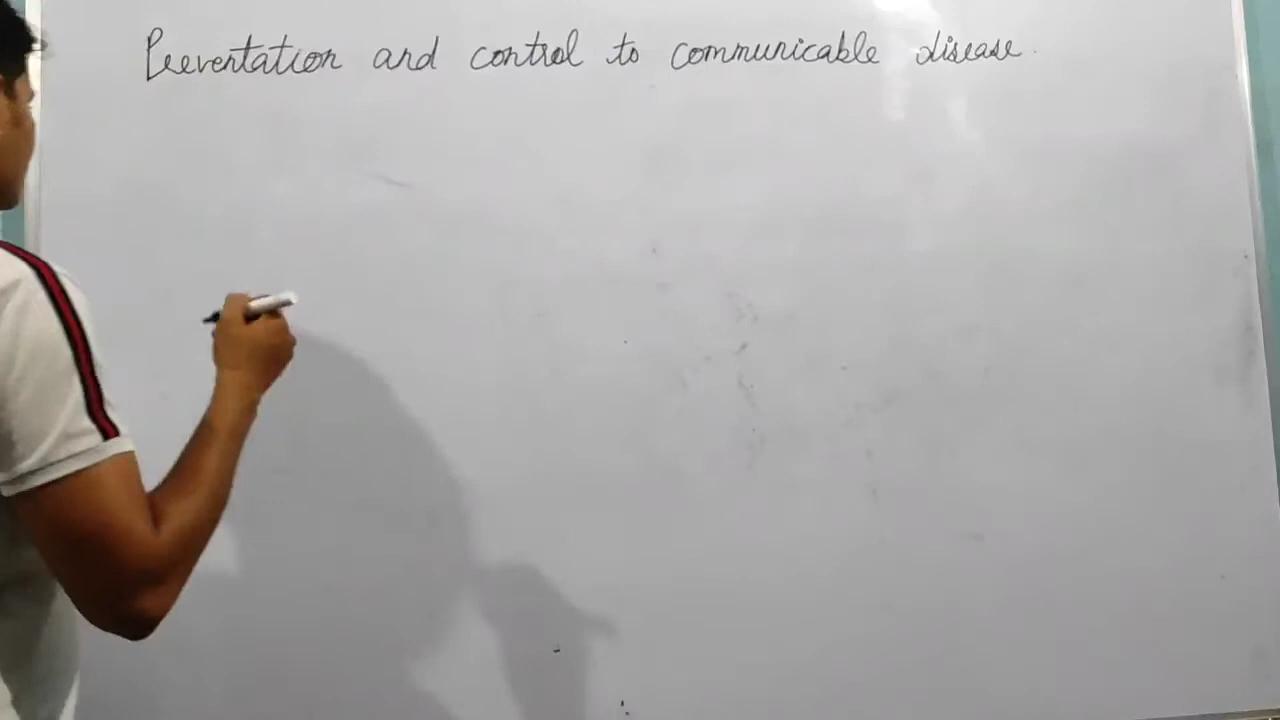 Preventation and control to communicable disease.